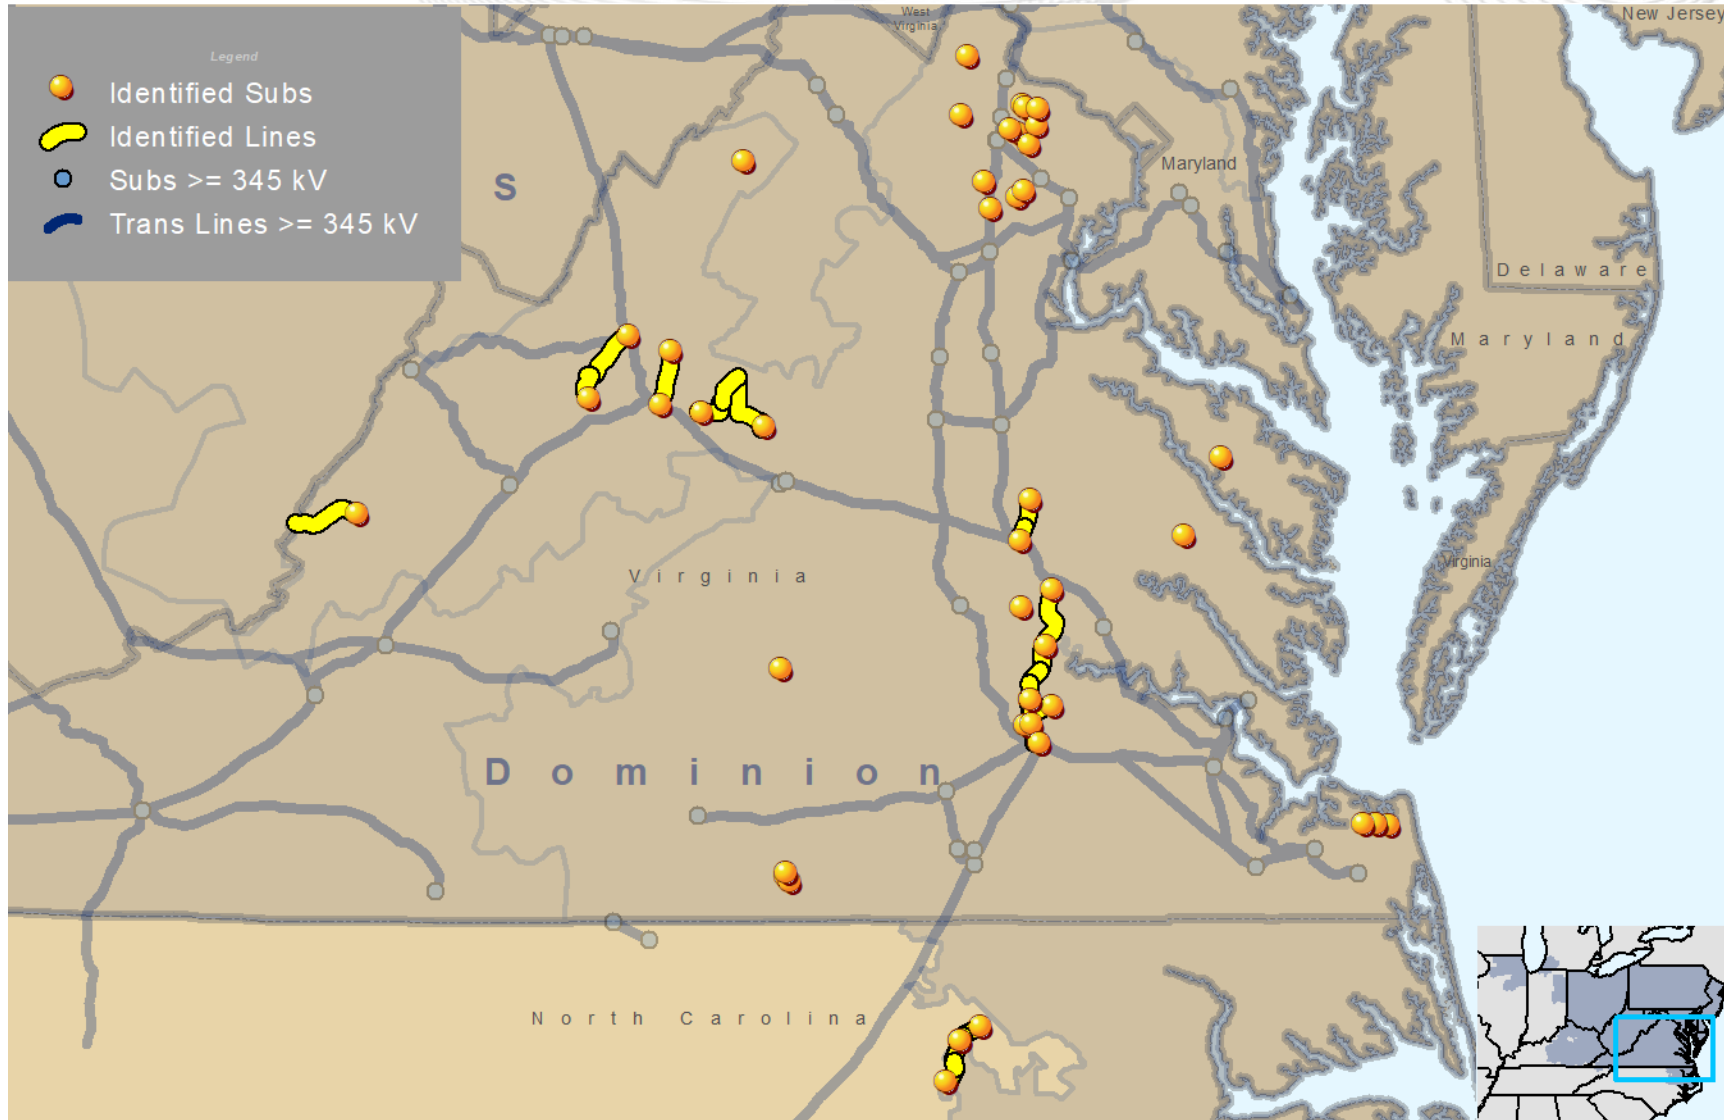 West
Virginia
New Jersey
Legend
Identified Subs
Identified Lines
Subs >= 345 kV
Trans Lines >= 345 kV
S
Maryland
Delaware
Maryland
Virginia
Virginia
Dominion
North Carolina